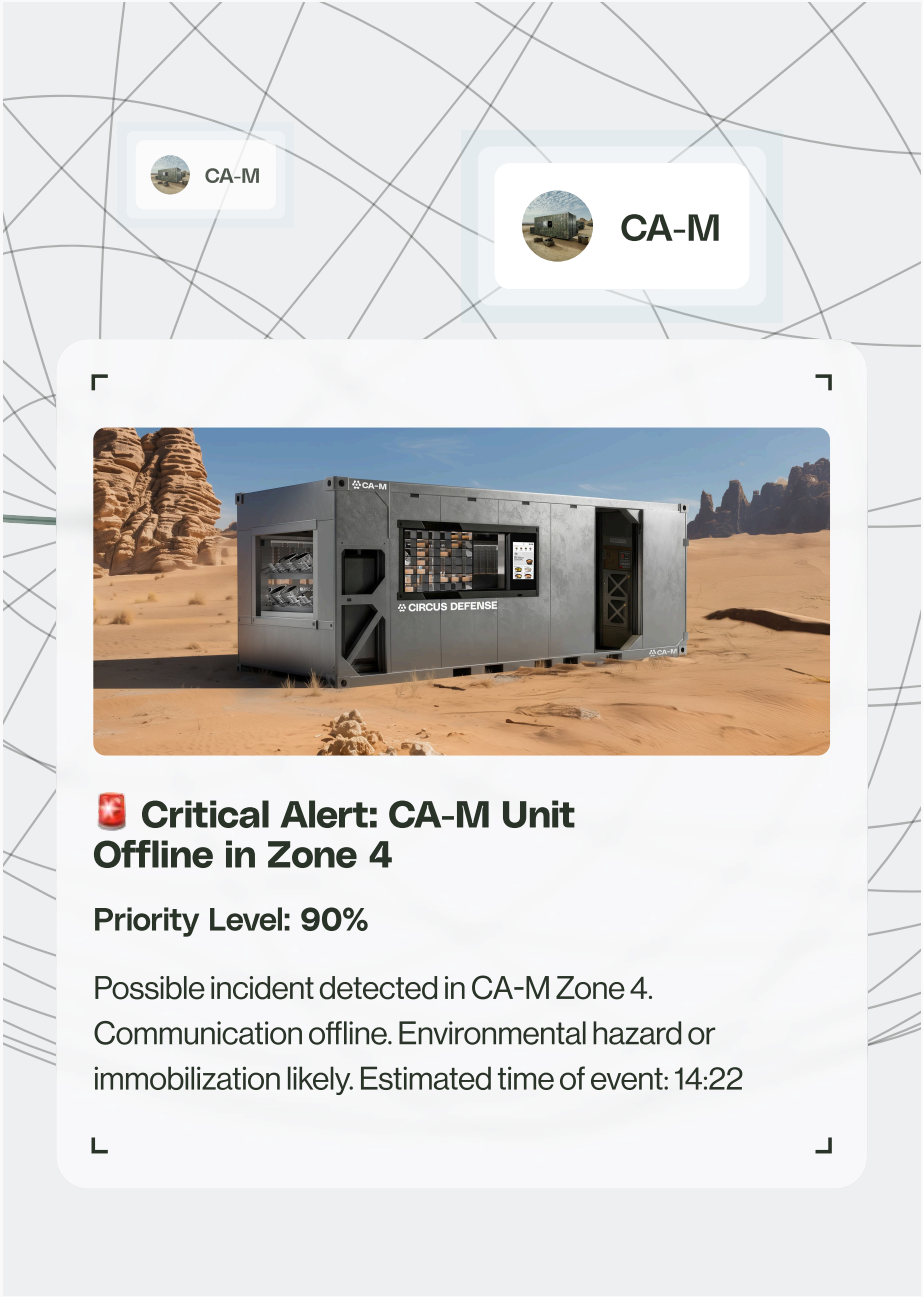 CA-M
CA-M
CA-M
CIRCUS DEFENSE
CA-M
🚨 Critical Alert: CA-M Unit
Offline in Zone 4
Priority Level: 90%
Possible incident detected in CA-M Zone 4.
Communication offline. Environmental hazard or
immobilization likely. Estimated time of event: 14:22